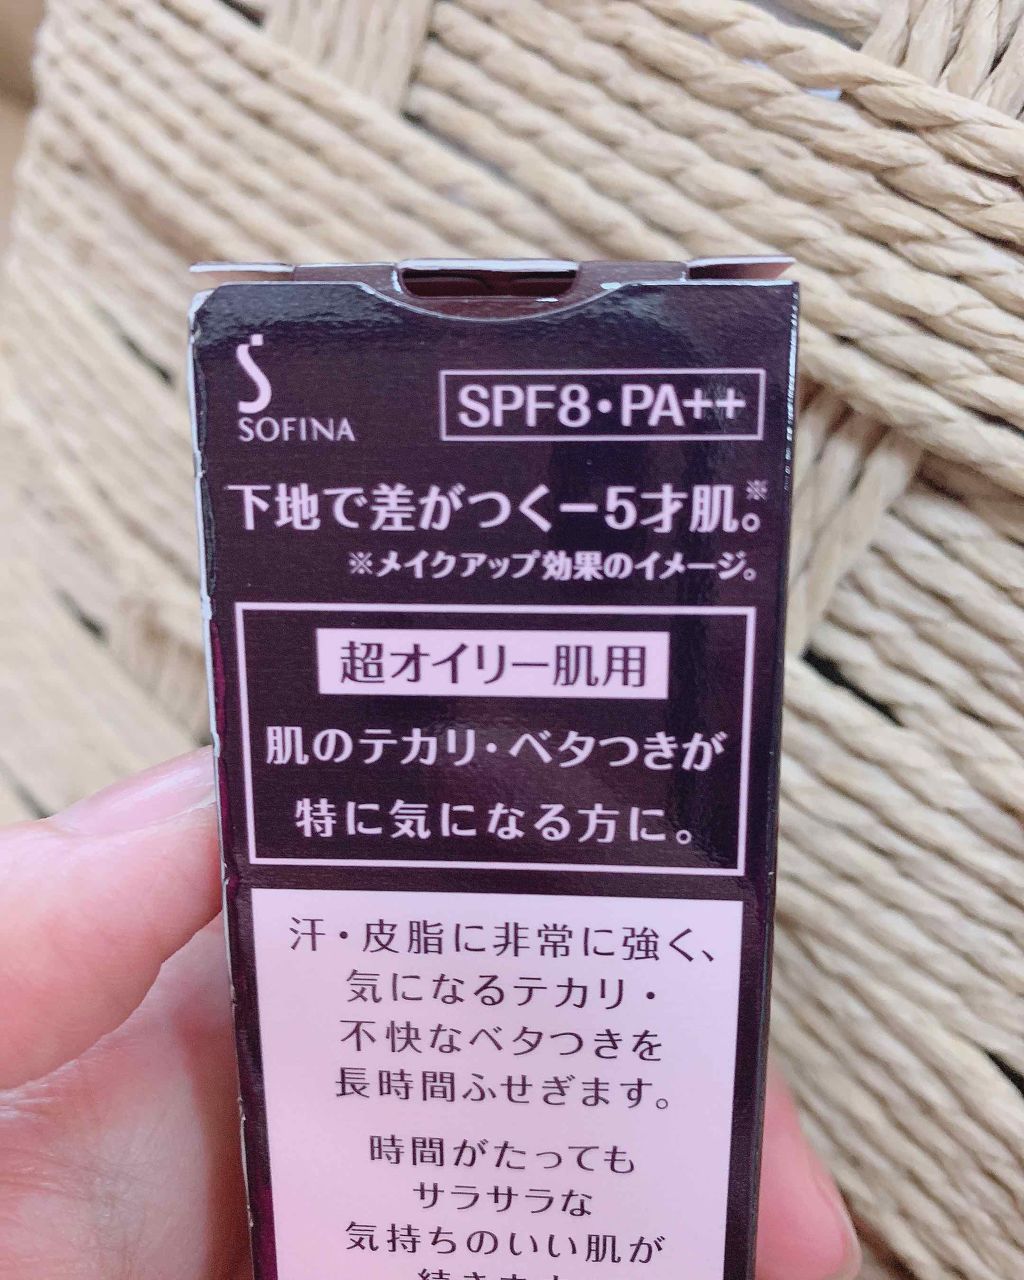 SOFINA
SPF8・PA++
下地で差がつくー5才肌。※
※メイクアップ効果のイメージ。
超オイリー肌用
肌のテカリ・ベタつきが
特に気になる方に。
汗・皮脂に非常に強く、
気になるテカリ・
不快なベタつきを
長時間ふせぎます。
時間がたっても
サラサラな
気持ちのいい肌が